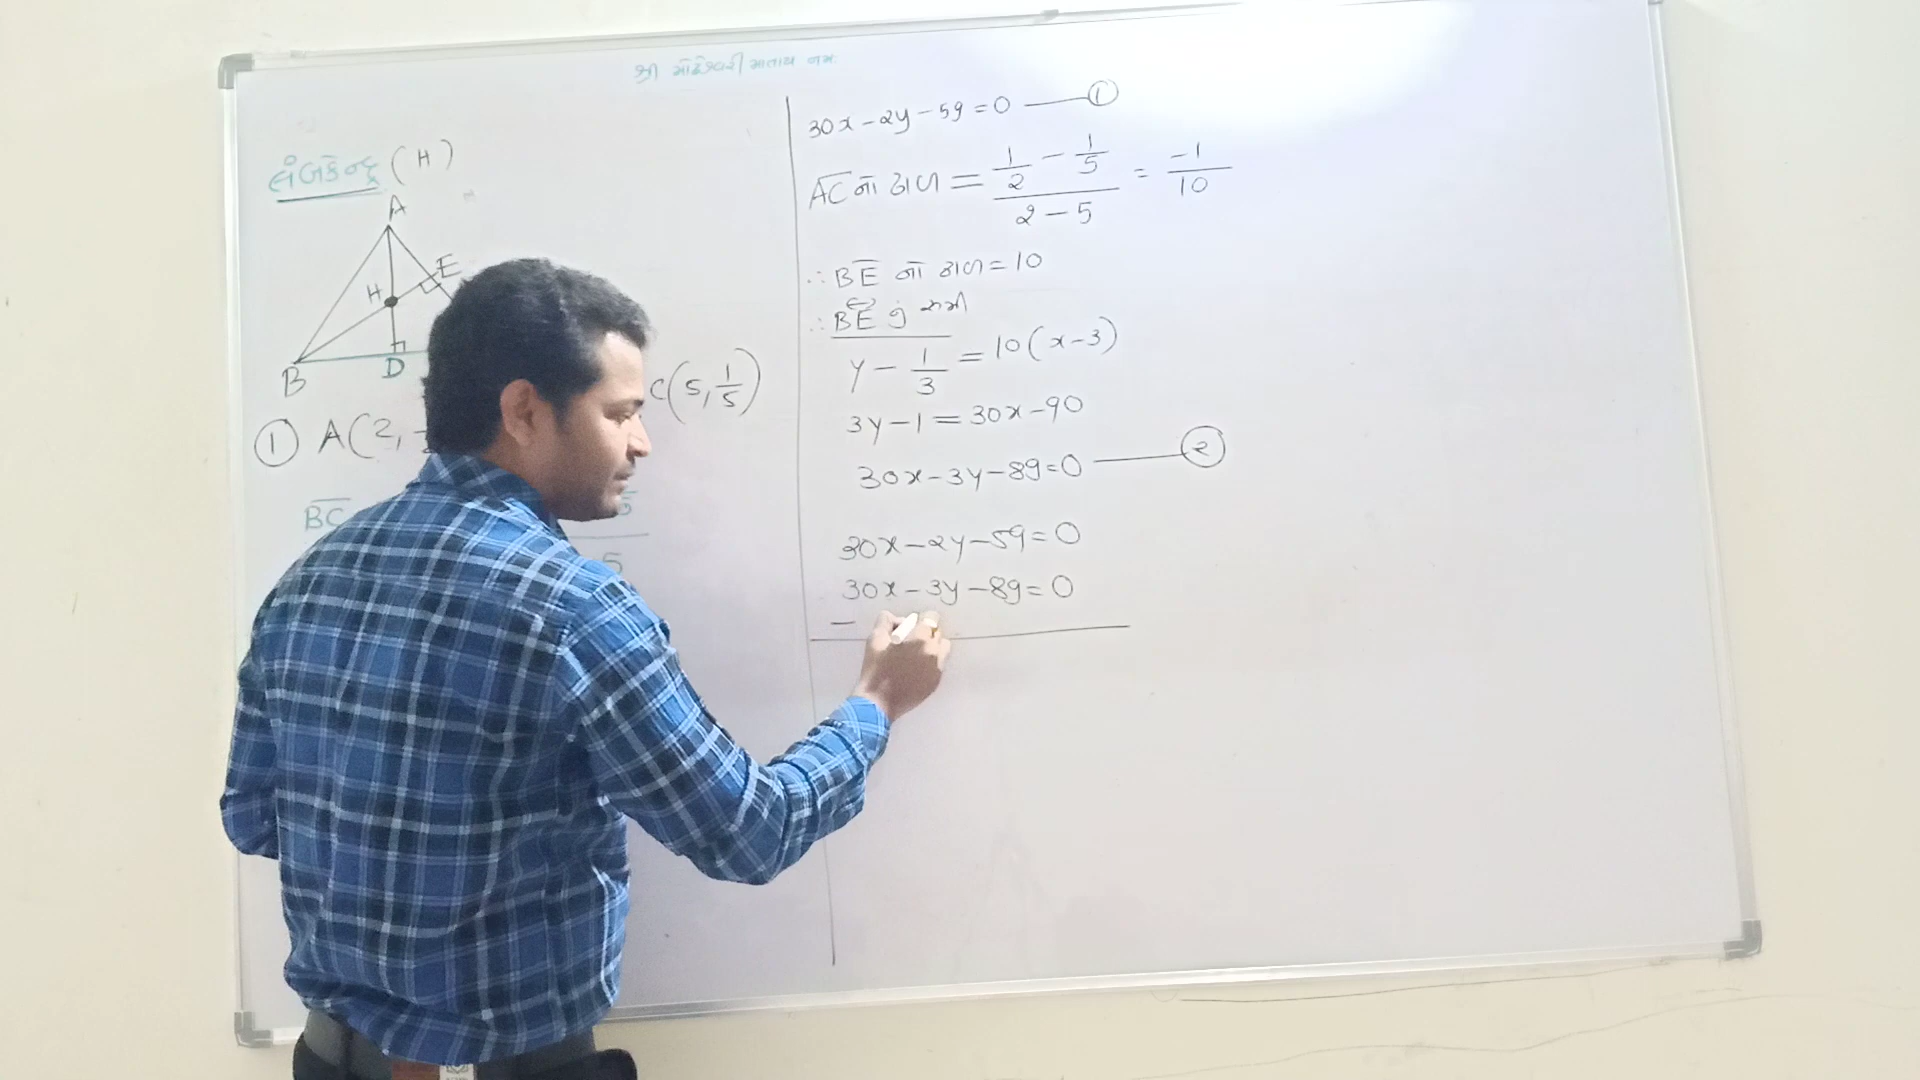 શ્રી મોઢેશ્વરી માતાય નમઃ
લંબકેન્દ્ર (H)
A
E
H
B
D
① A(2,
C(5, 1/5)
BC
5
30x - 2y - 59 = 0 — ①
AC નો ઢાળ = (1/2 - 1/5)/(2 - 5) = -1/10
∴ BE નો ઢાળ = 10
∴ BE નું સમી
y - 1/3 = 10(x - 3)
3y - 1 = 30x - 90
30x - 3y - 89 = 0 — ②
30x - 2y - 59 = 0
30x - 3y - 89 = 0
-